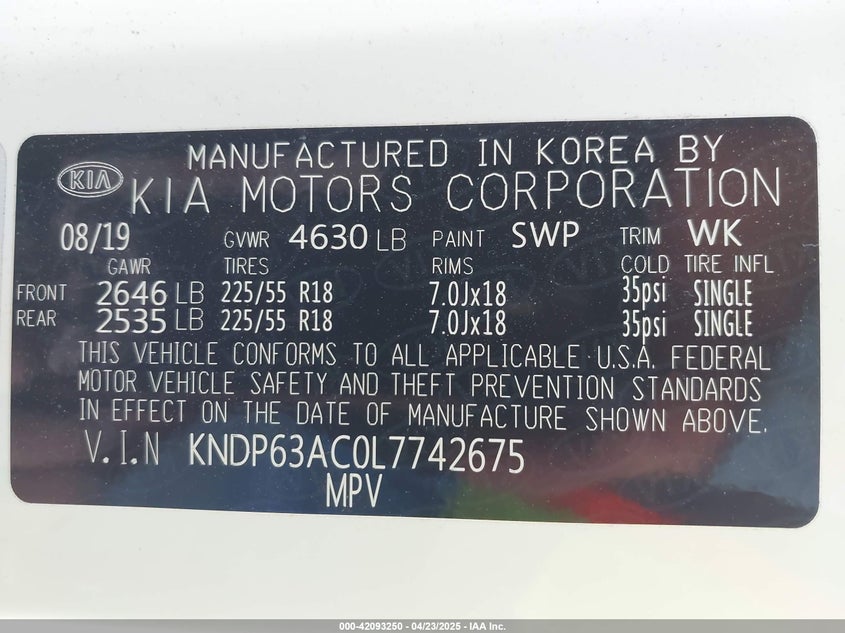 MANUFACTURED IN KOREA BY
KIA KIA MOTORS CORPORATION
08/19 GVWR 4630 LB PAINT SWP TRIM WK
GAWR TIRES RIMS COLD TIRE INFL
FRONT 2646 LB 225/55 R18 7.0Jx18 35psi SINGLE
REAR 2535 LB 225/55 R18 7.0Jx18 35psi SINGLE
THIS VEHICLE CONFORMS TO ALL APPLICABLE U.S.A. FEDERAL
MOTOR VEHICLE SAFETY AND THEFT PREVENTION STANDARDS
IN EFFECT ON THE DATE OF MANUFACTURE SHOWN ABOVE.
V.I.N KNDP63AC0L7742675
MPV
000-42093250 - 04/23/2025 - IAA Inc.